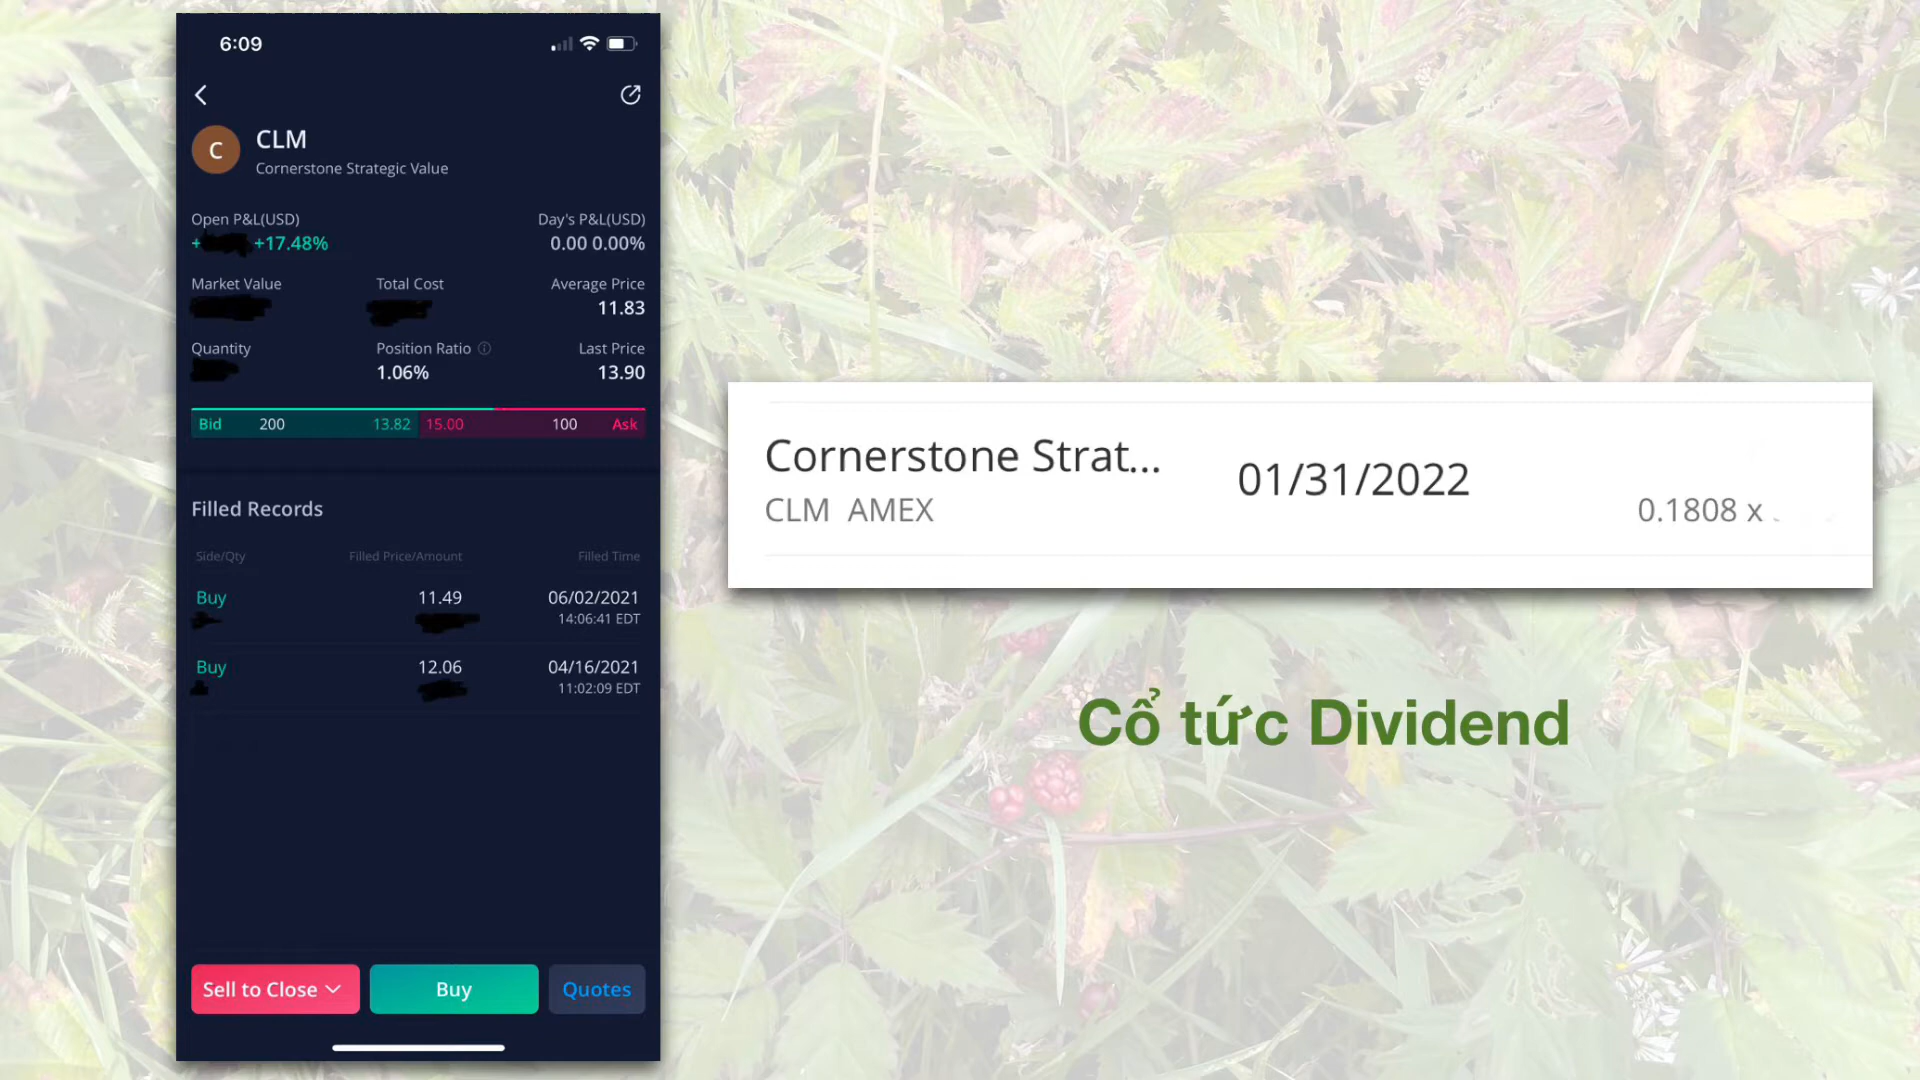 6:09
C
CLM
Cornerstone Strategic Value
Open P&L(USD)
Day's P&L(USD)
+ +17.48%
0.00 0.00%
Market Value
Total Cost
Average Price
11.83
Quantity
Position Ratio
Last Price
1.06%
13.90
Bid 200 13.82 15.00 100 Ask
Filled Records
Side/Qty Filled Price/Amount Filled Time
Buy 11.49 06/02/2021
14:06:41 EDT
Buy 12.06 04/16/2021
11:02:09 EDT
Sell to Close
Buy
Quotes
Cornerstone Strat...
01/31/2022
CLM AMEX
0.1808 x
Cổ tức Dividend